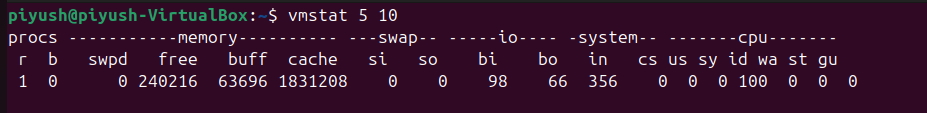 piyush@piyush-VirtualBox:~$ vmstat 5 10
procs -----------memory---------- ---swap-- -----io---- -system-- -------cpu-------
 r  b   swpd   free   buff  cache   si   so    bi    bo   in   cs us sy id wa st gu
 1  0      0 240216  63696 1831208    0    0    98    66  356    0  0  0 100  0  0  0